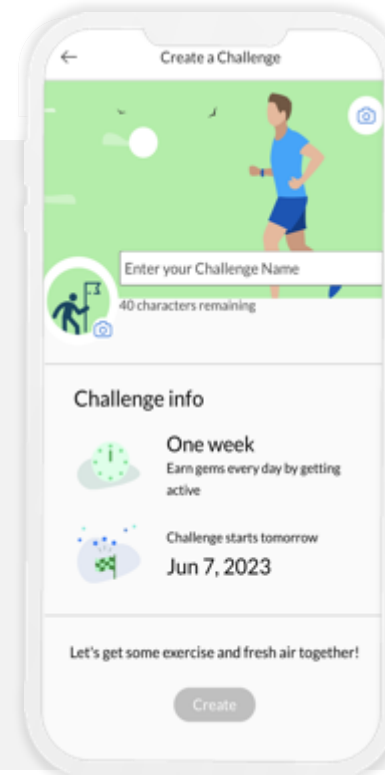 Create a Challenge
Enter your Challenge Name
40 characters remaining
Challenge info
One week
Earn gems every day by getting
active
Challenge starts tomorrow
Jun 7, 2023
Let's get some exercise and fresh air together!
Create